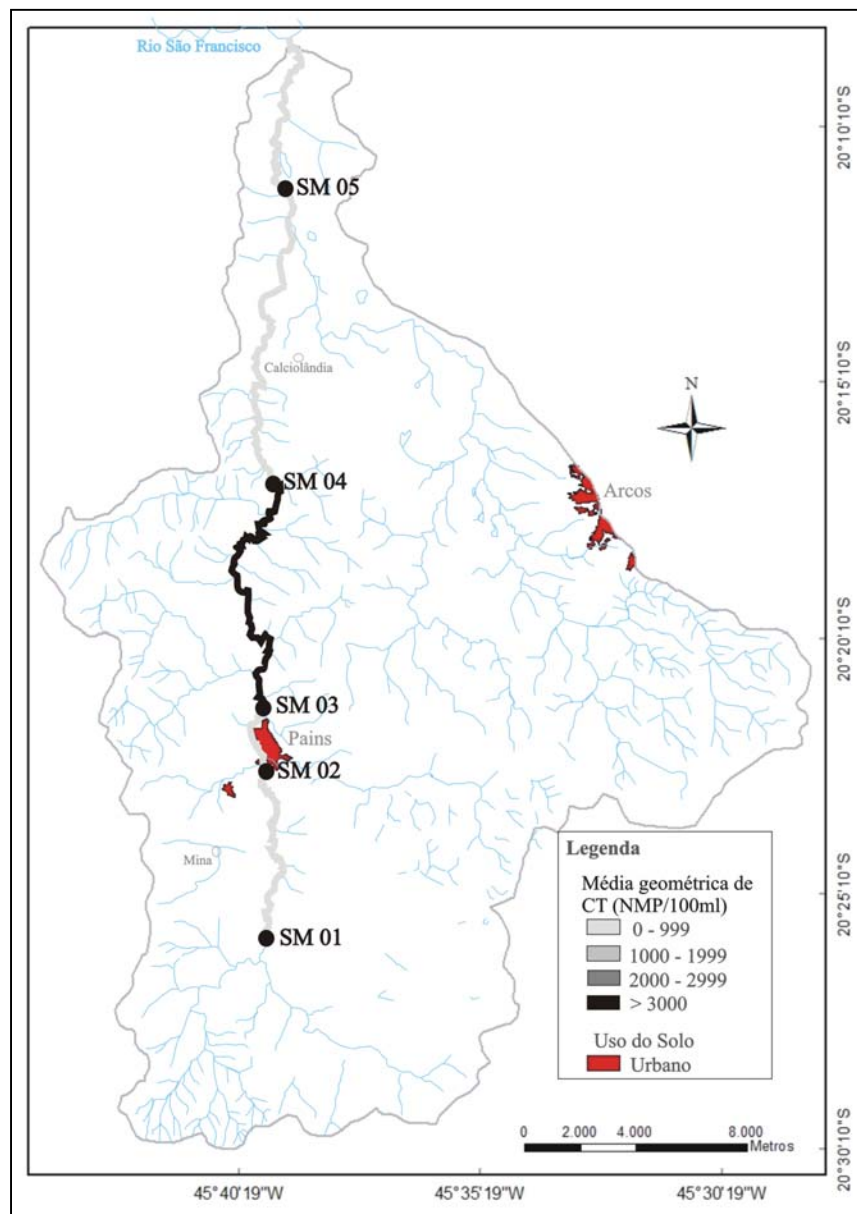 Rio São Francisco
20°10'10"S
SM 05
Calciolândia
20°15'10"S
N
SM 04
Arcos
20°20'10"S
SM 03
Pains
SM 02
Mina
Legenda
Média geométrica de
CT (NMP/100ml)
0 - 999
1000 - 1999
2000 - 2999
> 3000
Uso do Solo
Urbano
20°25'10"S
SM 01
0 2.000 4.000 8.000
Metros
20°30'10"S
45°40'19"W 45°35'19"W 45°30'19"W